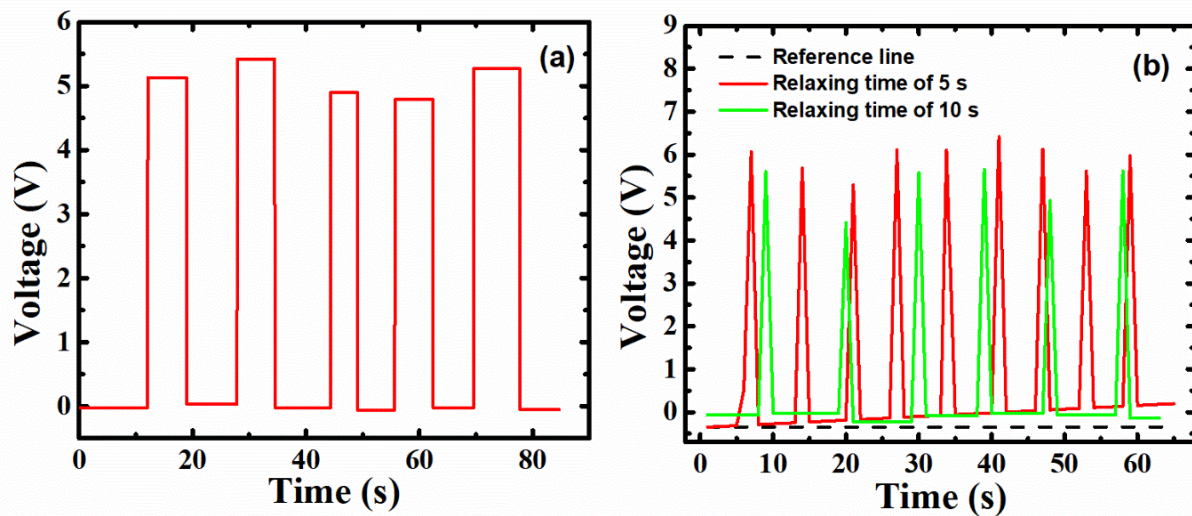 (a)
Voltage (V)
6
5
4
3
2
1
0
0 20 40 60 80
Time (s)
(b)
Reference line
Relaxing time of 5 s
Relaxing time of 10 s
Voltage (V)
9
8
7
6
5
4
3
2
1
0
0 10 20 30 40 50 60
Time (s)